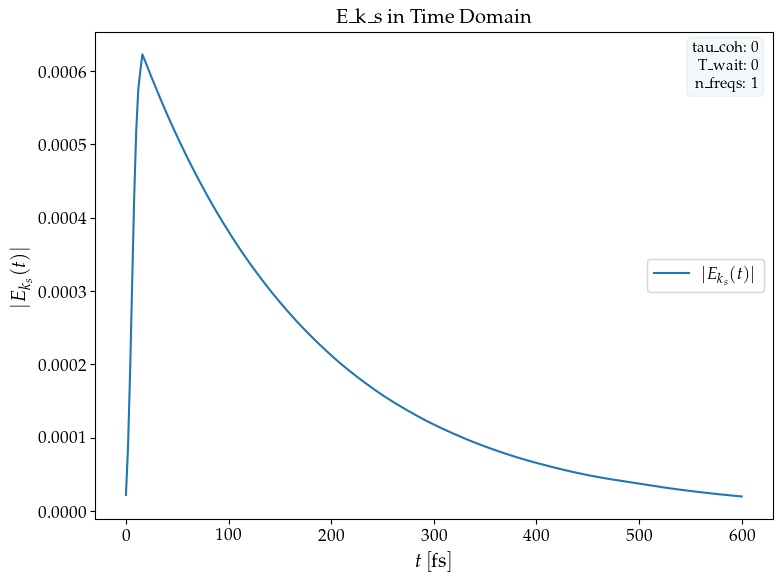 E_k_s in Time Domain
tau_coh: 0
T_wait: 0
n_freqs: 1
|E_{k_s}(t)|
0.0006
0.0005
0.0004
0.0003
0.0002
0.0001
0.0000
|E_{k_s}(t)|
0 100 200 300 400 500 600
t [fs]